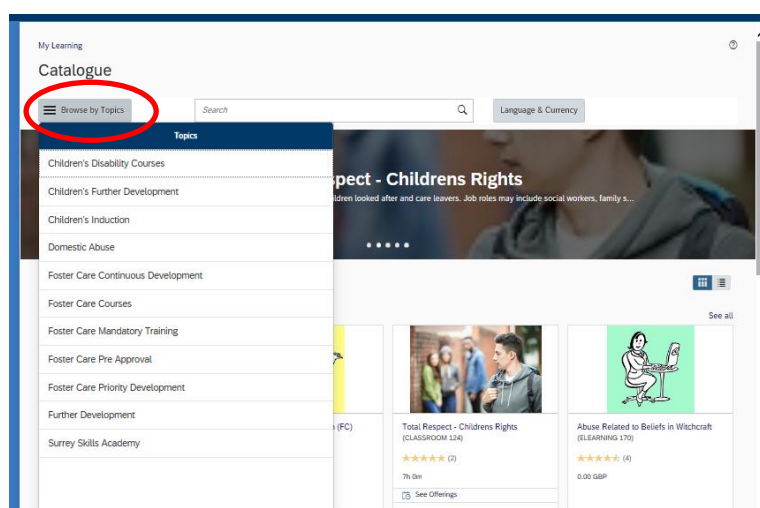 My Learning
Catalogue
Browse by Topics
Search
Language & Currency
Topics
Children's Disability Courses
Children's Further Development
Children's Induction
Domestic Abuse
Foster Care Continuous Development
Foster Care Courses
Foster Care Mandatory Training
Foster Care Pre Approval
Foster Care Priority Development
Further Development
Surrey Skills Academy
pect - Childrens Rights
ildren looked after and care leavers. Job roles may include social workers, family s...
See all
(FC)
Total Respect - Childrens Rights
(CLASSROOM 124)
(2)
7h 0m
See Offerings
Abuse Related to Beliefs in Witchcraft
(ELEARNING 170)
(4)
0.00 GBP